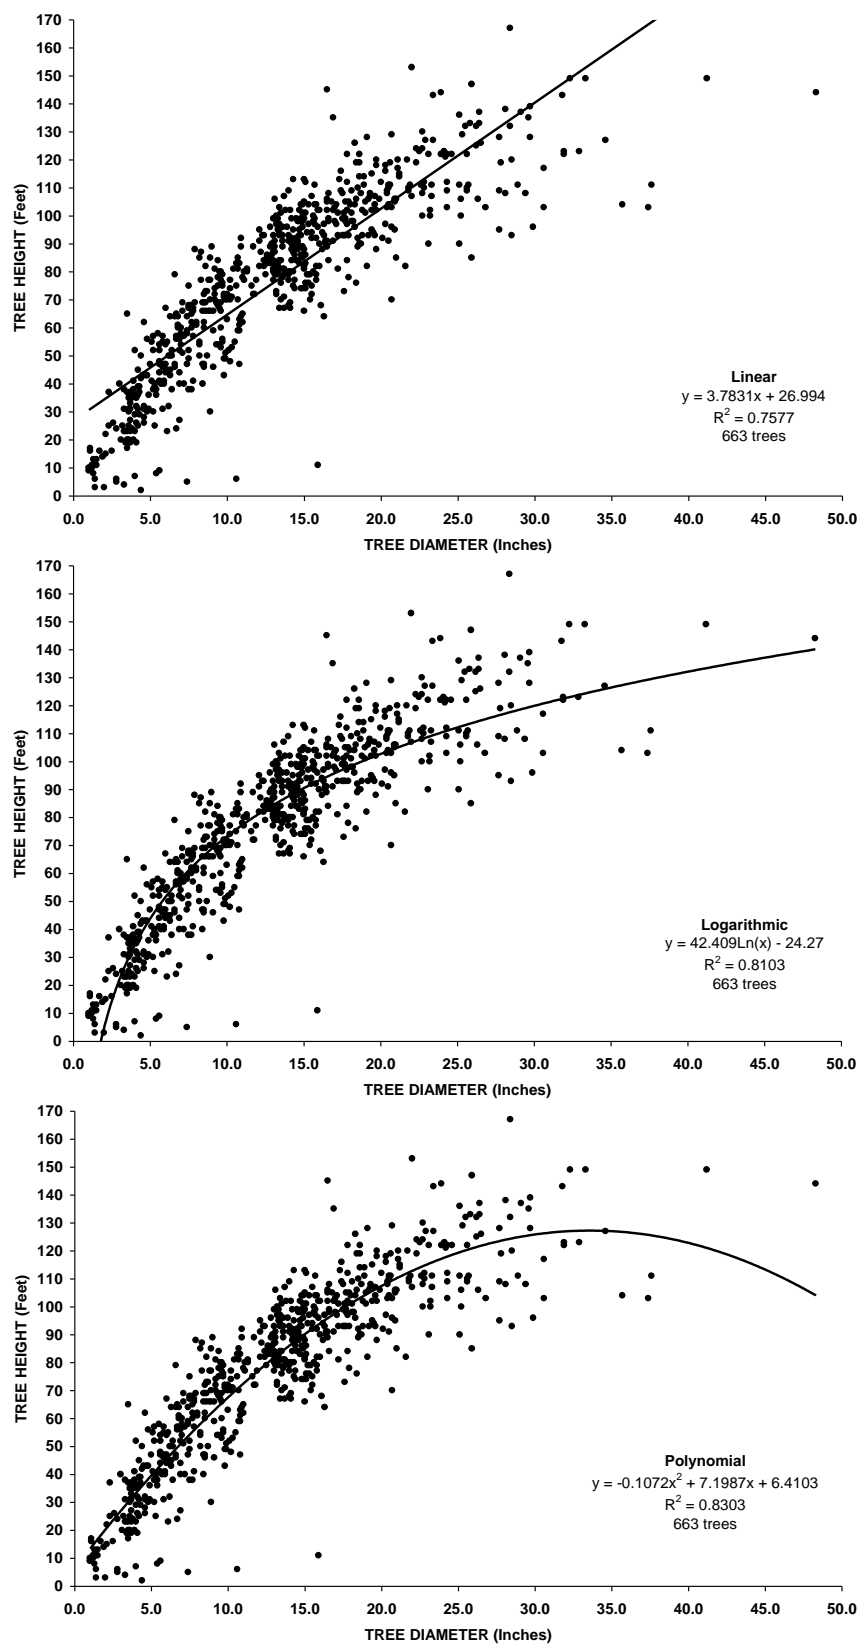 170
160
150
140
130
120
110
100
90
80
70
60
50
40
30
20
10
0
TREE HEIGHT (Feet)
Linear
y = 3.7831x + 26.994
R² = 0.7577
663 trees
0.0 5.0 10.0 15.0 20.0 25.0 30.0 35.0 40.0 45.0 50.0
TREE DIAMETER (Inches)
170
160
150
140
130
120
110
100
90
80
70
60
50
40
30
20
10
0
TREE HEIGHT (Feet)
Logarithmic
y = 42.409Ln(x) - 24.27
R² = 0.8103
663 trees
0.0 5.0 10.0 15.0 20.0 25.0 30.0 35.0 40.0 45.0 50.0
TREE DIAMETER (Inches)
170
160
150
140
130
120
110
100
90
80
70
60
50
40
30
20
10
0
TREE HEIGHT (Feet)
Polynomial
y = -0.1072x² + 7.1987x + 6.4103
R² = 0.8303
663 trees
0.0 5.0 10.0 15.0 20.0 25.0 30.0 35.0 40.0 45.0 50.0
TREE DIAMETER (Inches)